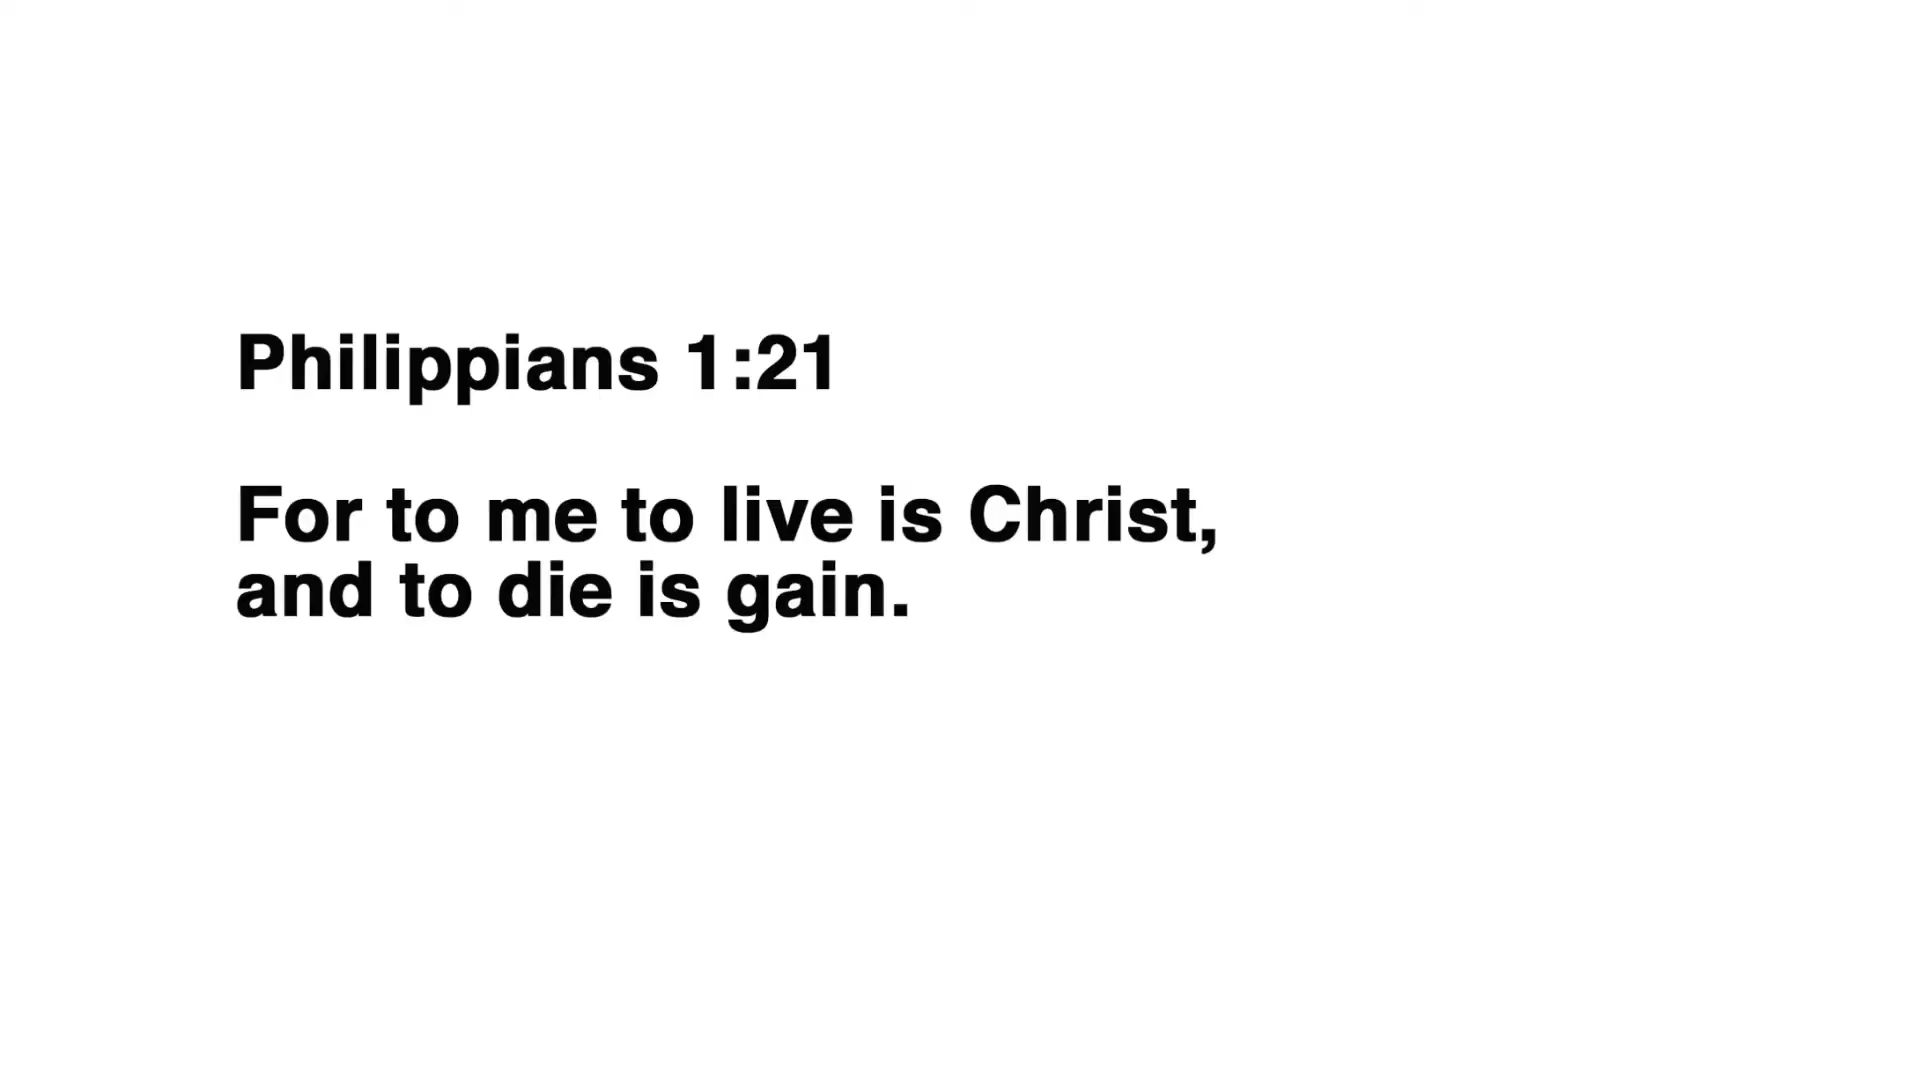 Philippians 1:21
For to me to live is Christ,
and to die is gain.